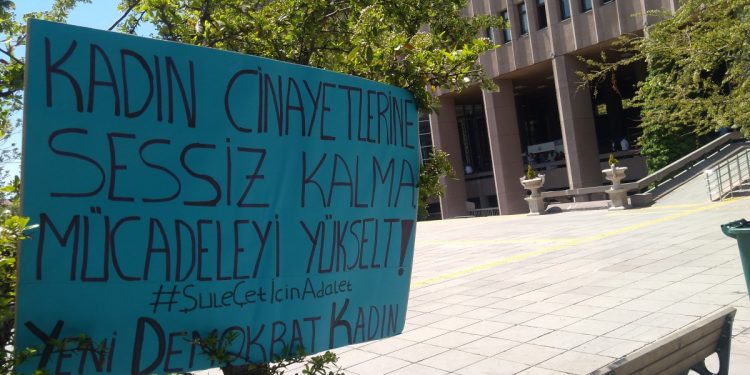 KADIN CİNAYETLERİNE
SESSİZ KALMA
MÜCADELEYİ YÜKSELT!
#ŞuleÇetİçinAdalet
YENİ DEMOKRAT KADIN